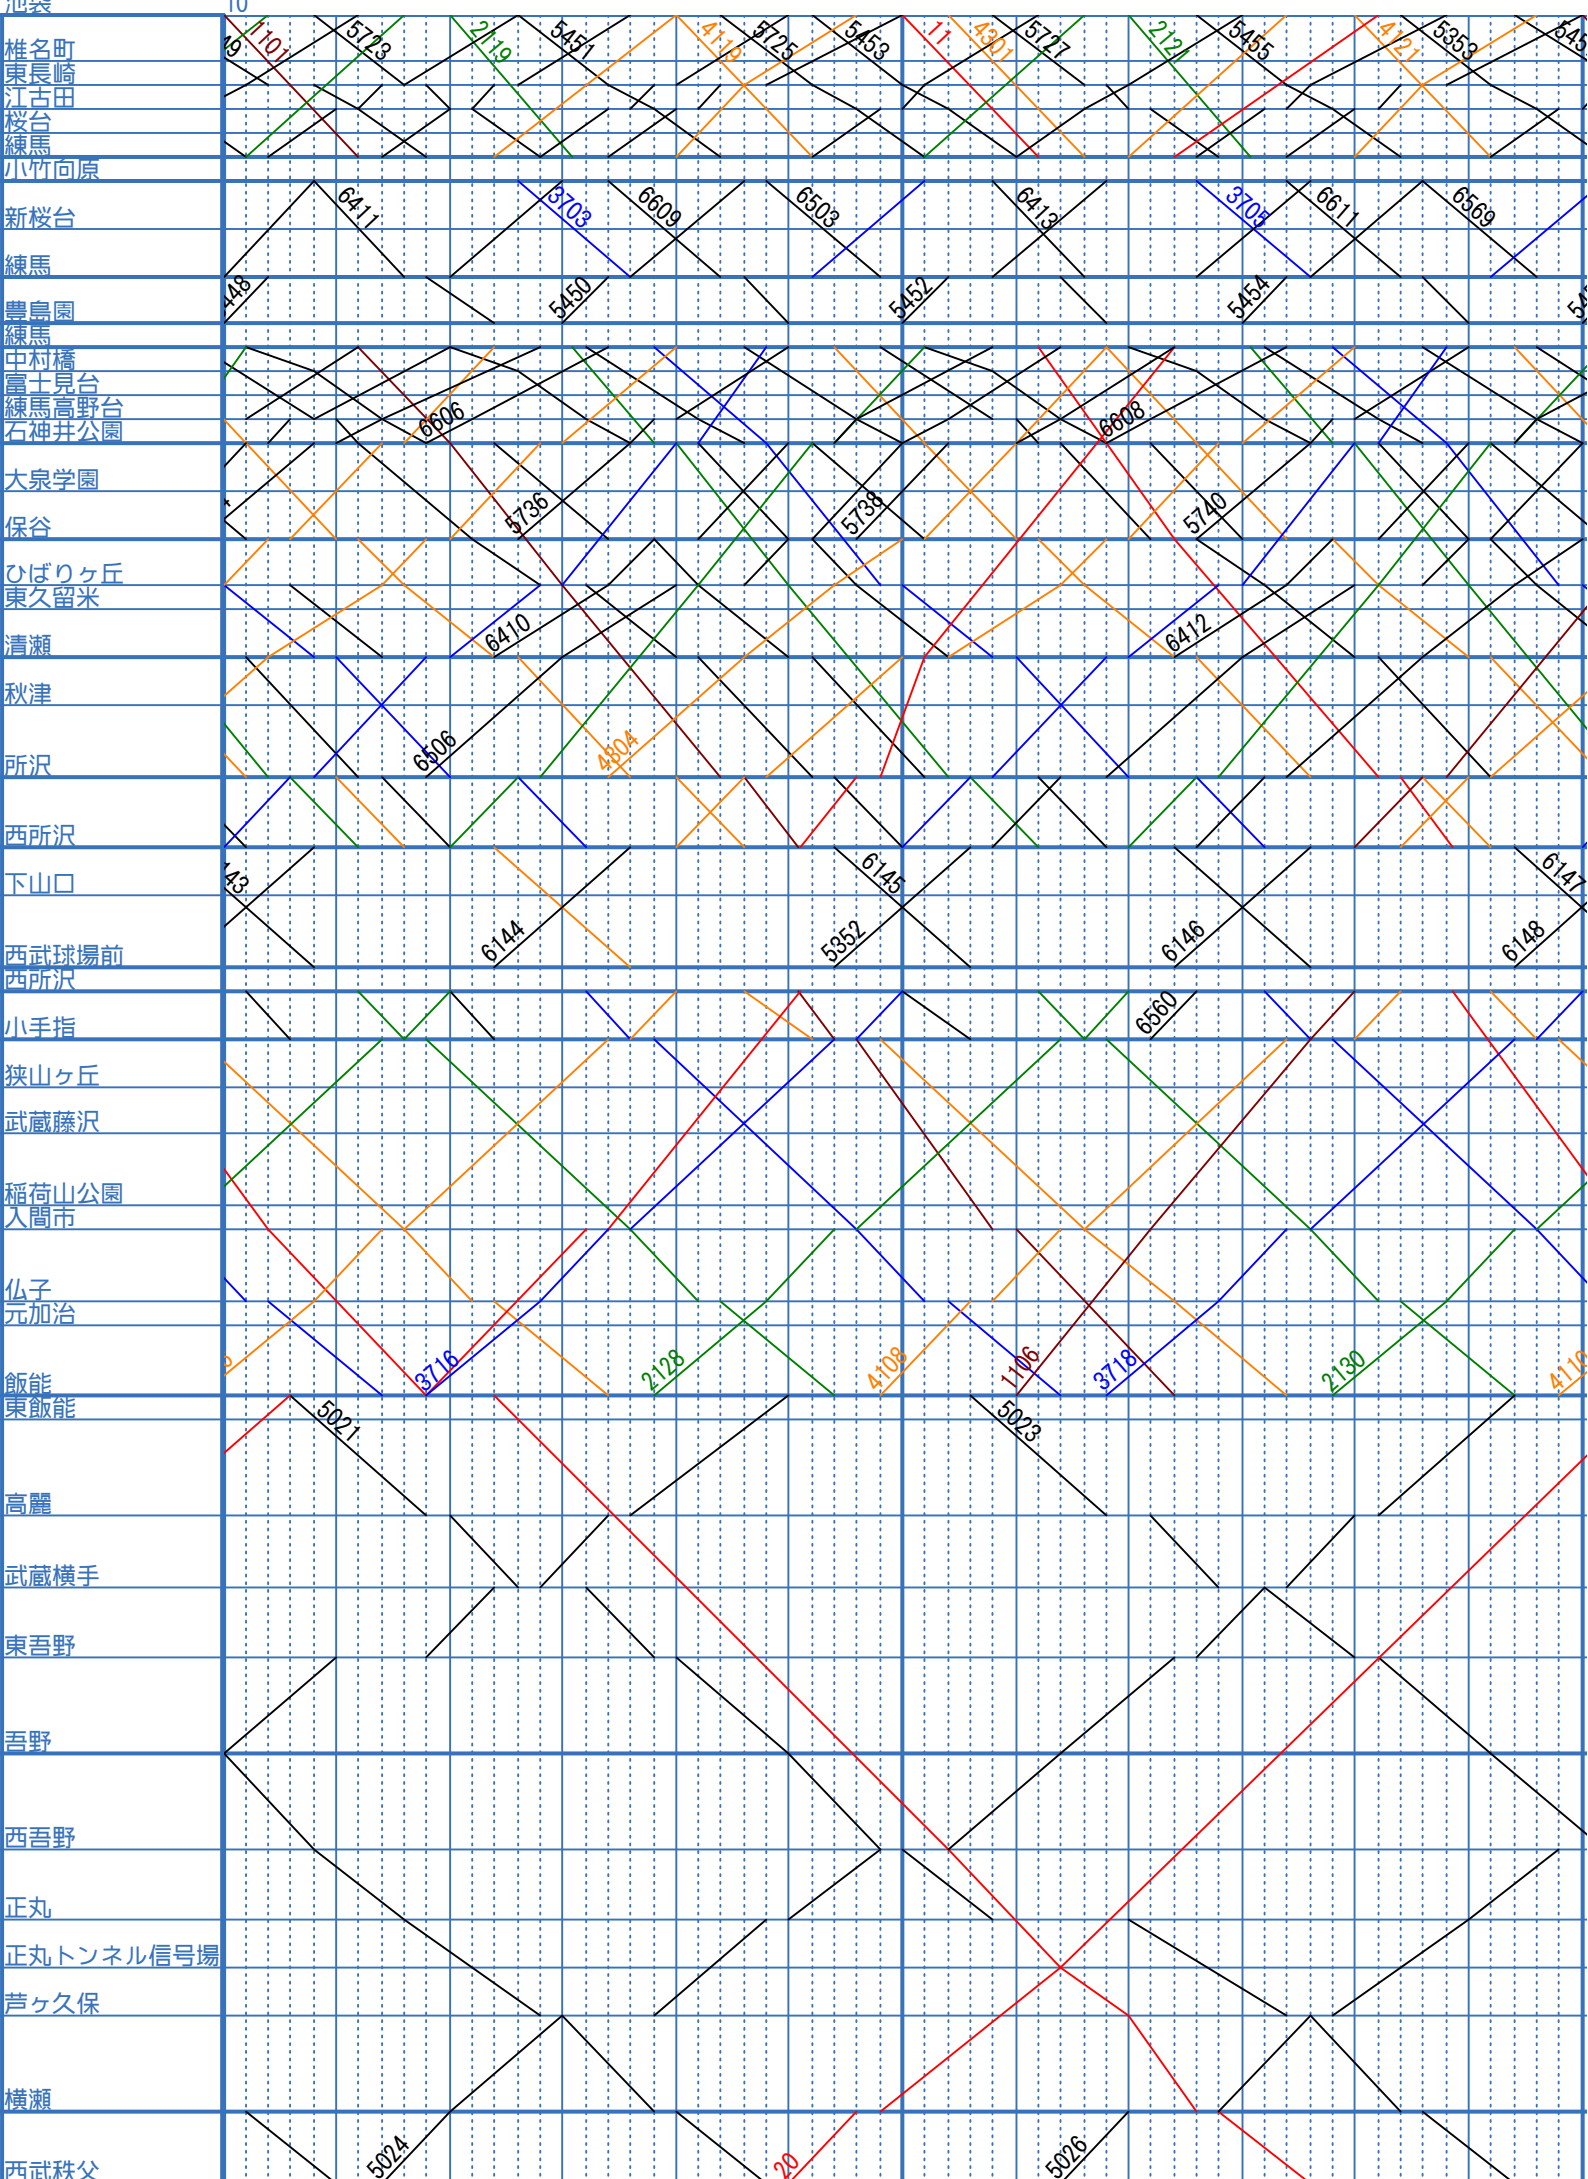 池袋 10
1101 5723 2119 5451 4119 5725 5453 11 4301 5727 2121 5455 4121 5353
椎名町
東長崎
江古田
桜台
練馬
小竹向原
6411 3703 6609 6503 6413 3705 6611 6569
新桜台
練馬
5450 5452 5454
豊島園
練馬
中村橋
富士見台
練馬高野台
6606 6608
石神井公園
大泉学園
5736 5738 5740
保谷
ひばりヶ丘
東久留米
6410 6412
清瀬
秋津
6506 4804
所沢
西所沢
6145 6147
下山口
6144 5352 6146 6148
西武球場前
西所沢
6560
小手指
狭山ヶ丘
武蔵藤沢
稲荷山公園
入間市
仏子
元加治
3716 2128 4108 1106 3718 2130 4110
飯能
東飯能
5021 5023
高麗
武蔵横手
東吾野
吾野
西吾野
正丸
正丸トンネル信号場
芦ヶ久保
横瀬
5024 20 5026
西武秩父